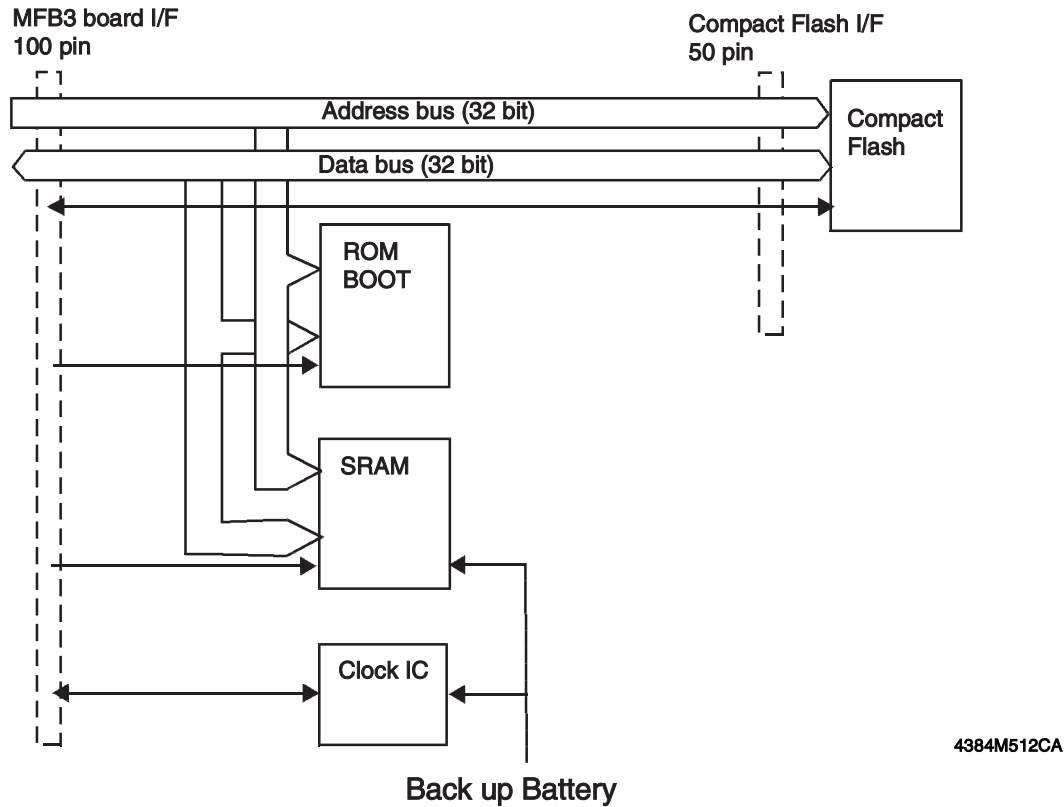 MFB3 board I/F
100 pin
Compact Flash I/F
50 pin
Address bus (32 bit)
Compact
Flash
Data bus (32 bit)
ROM
BOOT
SRAM
Clock IC
4384M512CA
Back up Battery